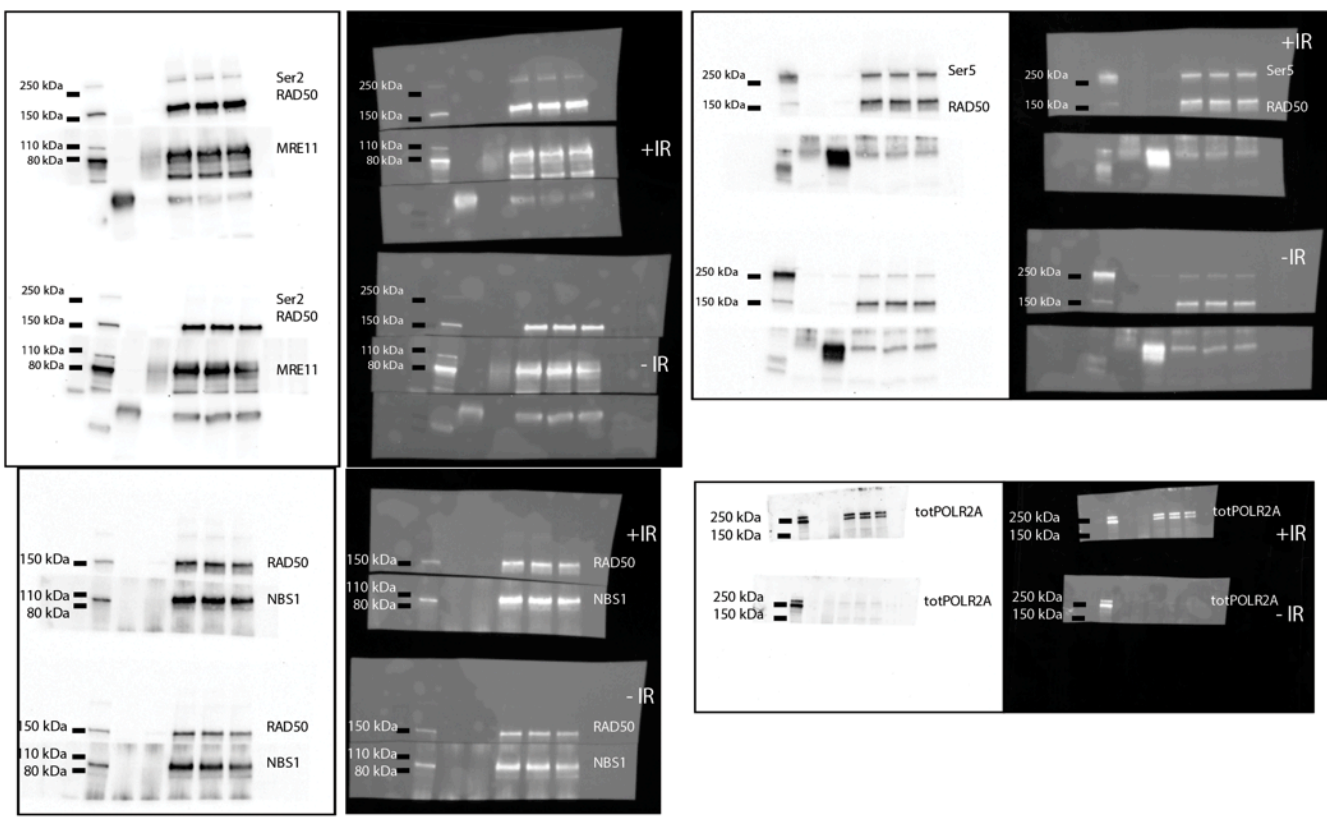 250 kDa
150 kDa
110 kDa
80 kDa
Ser2
RAD50
MRE11
250 kDa
150 kDa
110 kDa
80 kDa
Ser2
RAD50
MRE11
250 kDa
150 kDa
110 kDa
80 kDa
+IR
250 kDa
150 kDa
110 kDa
80 kDa
- IR
250 kDa
150 kDa
Ser5
RAD50
250 kDa
150 kDa
+IR
250 kDa
150 kDa
Ser5
RAD50
-IR
250 kDa
150 kDa
150 kDa
110 kDa
80 kDa
RAD50
NBS1
150 kDa
110 kDa
80 kDa
RAD50
NBS1
+IR
150 kDa
110 kDa
80 kDa
RAD50
NBS1
- IR
150 kDa
110 kDa
80 kDa
RAD50
NBS1
250 kDa
150 kDa
totPOLR2A
250 kDa
150 kDa
totPOLR2A
250 kDa
150 kDa
totPOLR2A
+IR
250 kDa
150 kDa
totPOLR2A
- IR